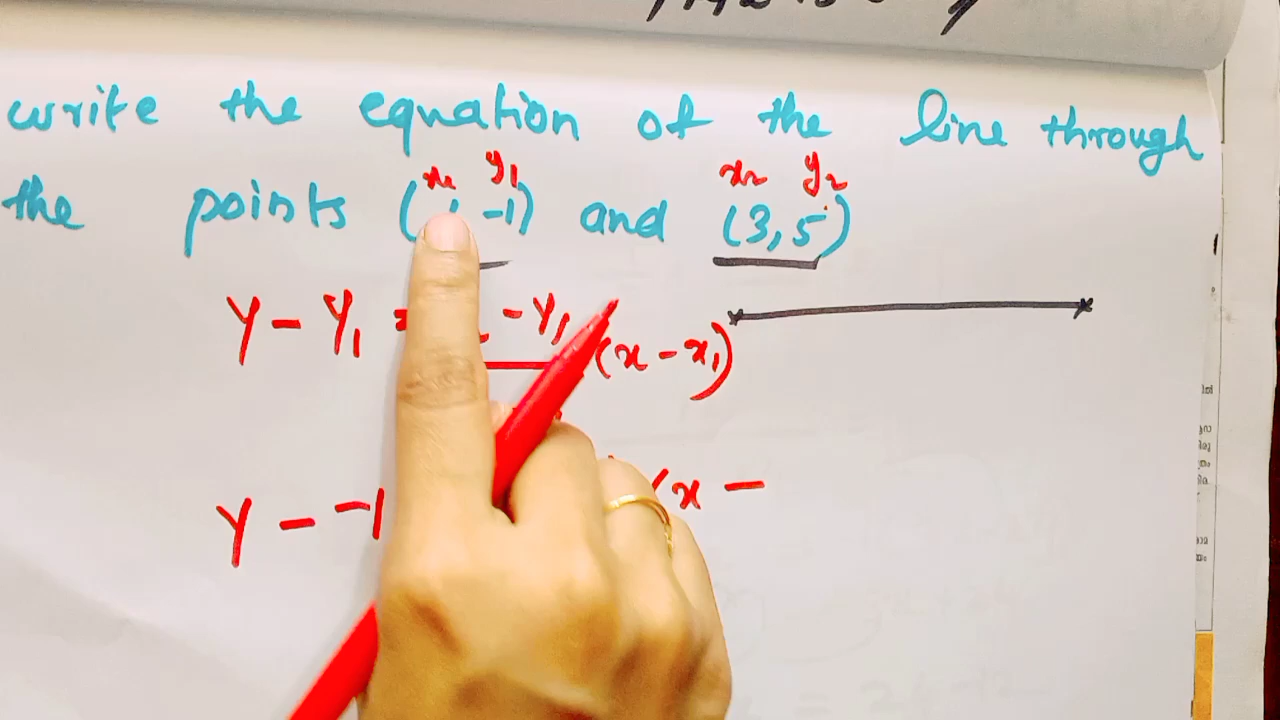 write the equation of the line through
x1 y1 x2 y2
the points ( , -1) and (3, 5)
Y - Y1 - Y1 (x - x1)
Y - -1 (x -